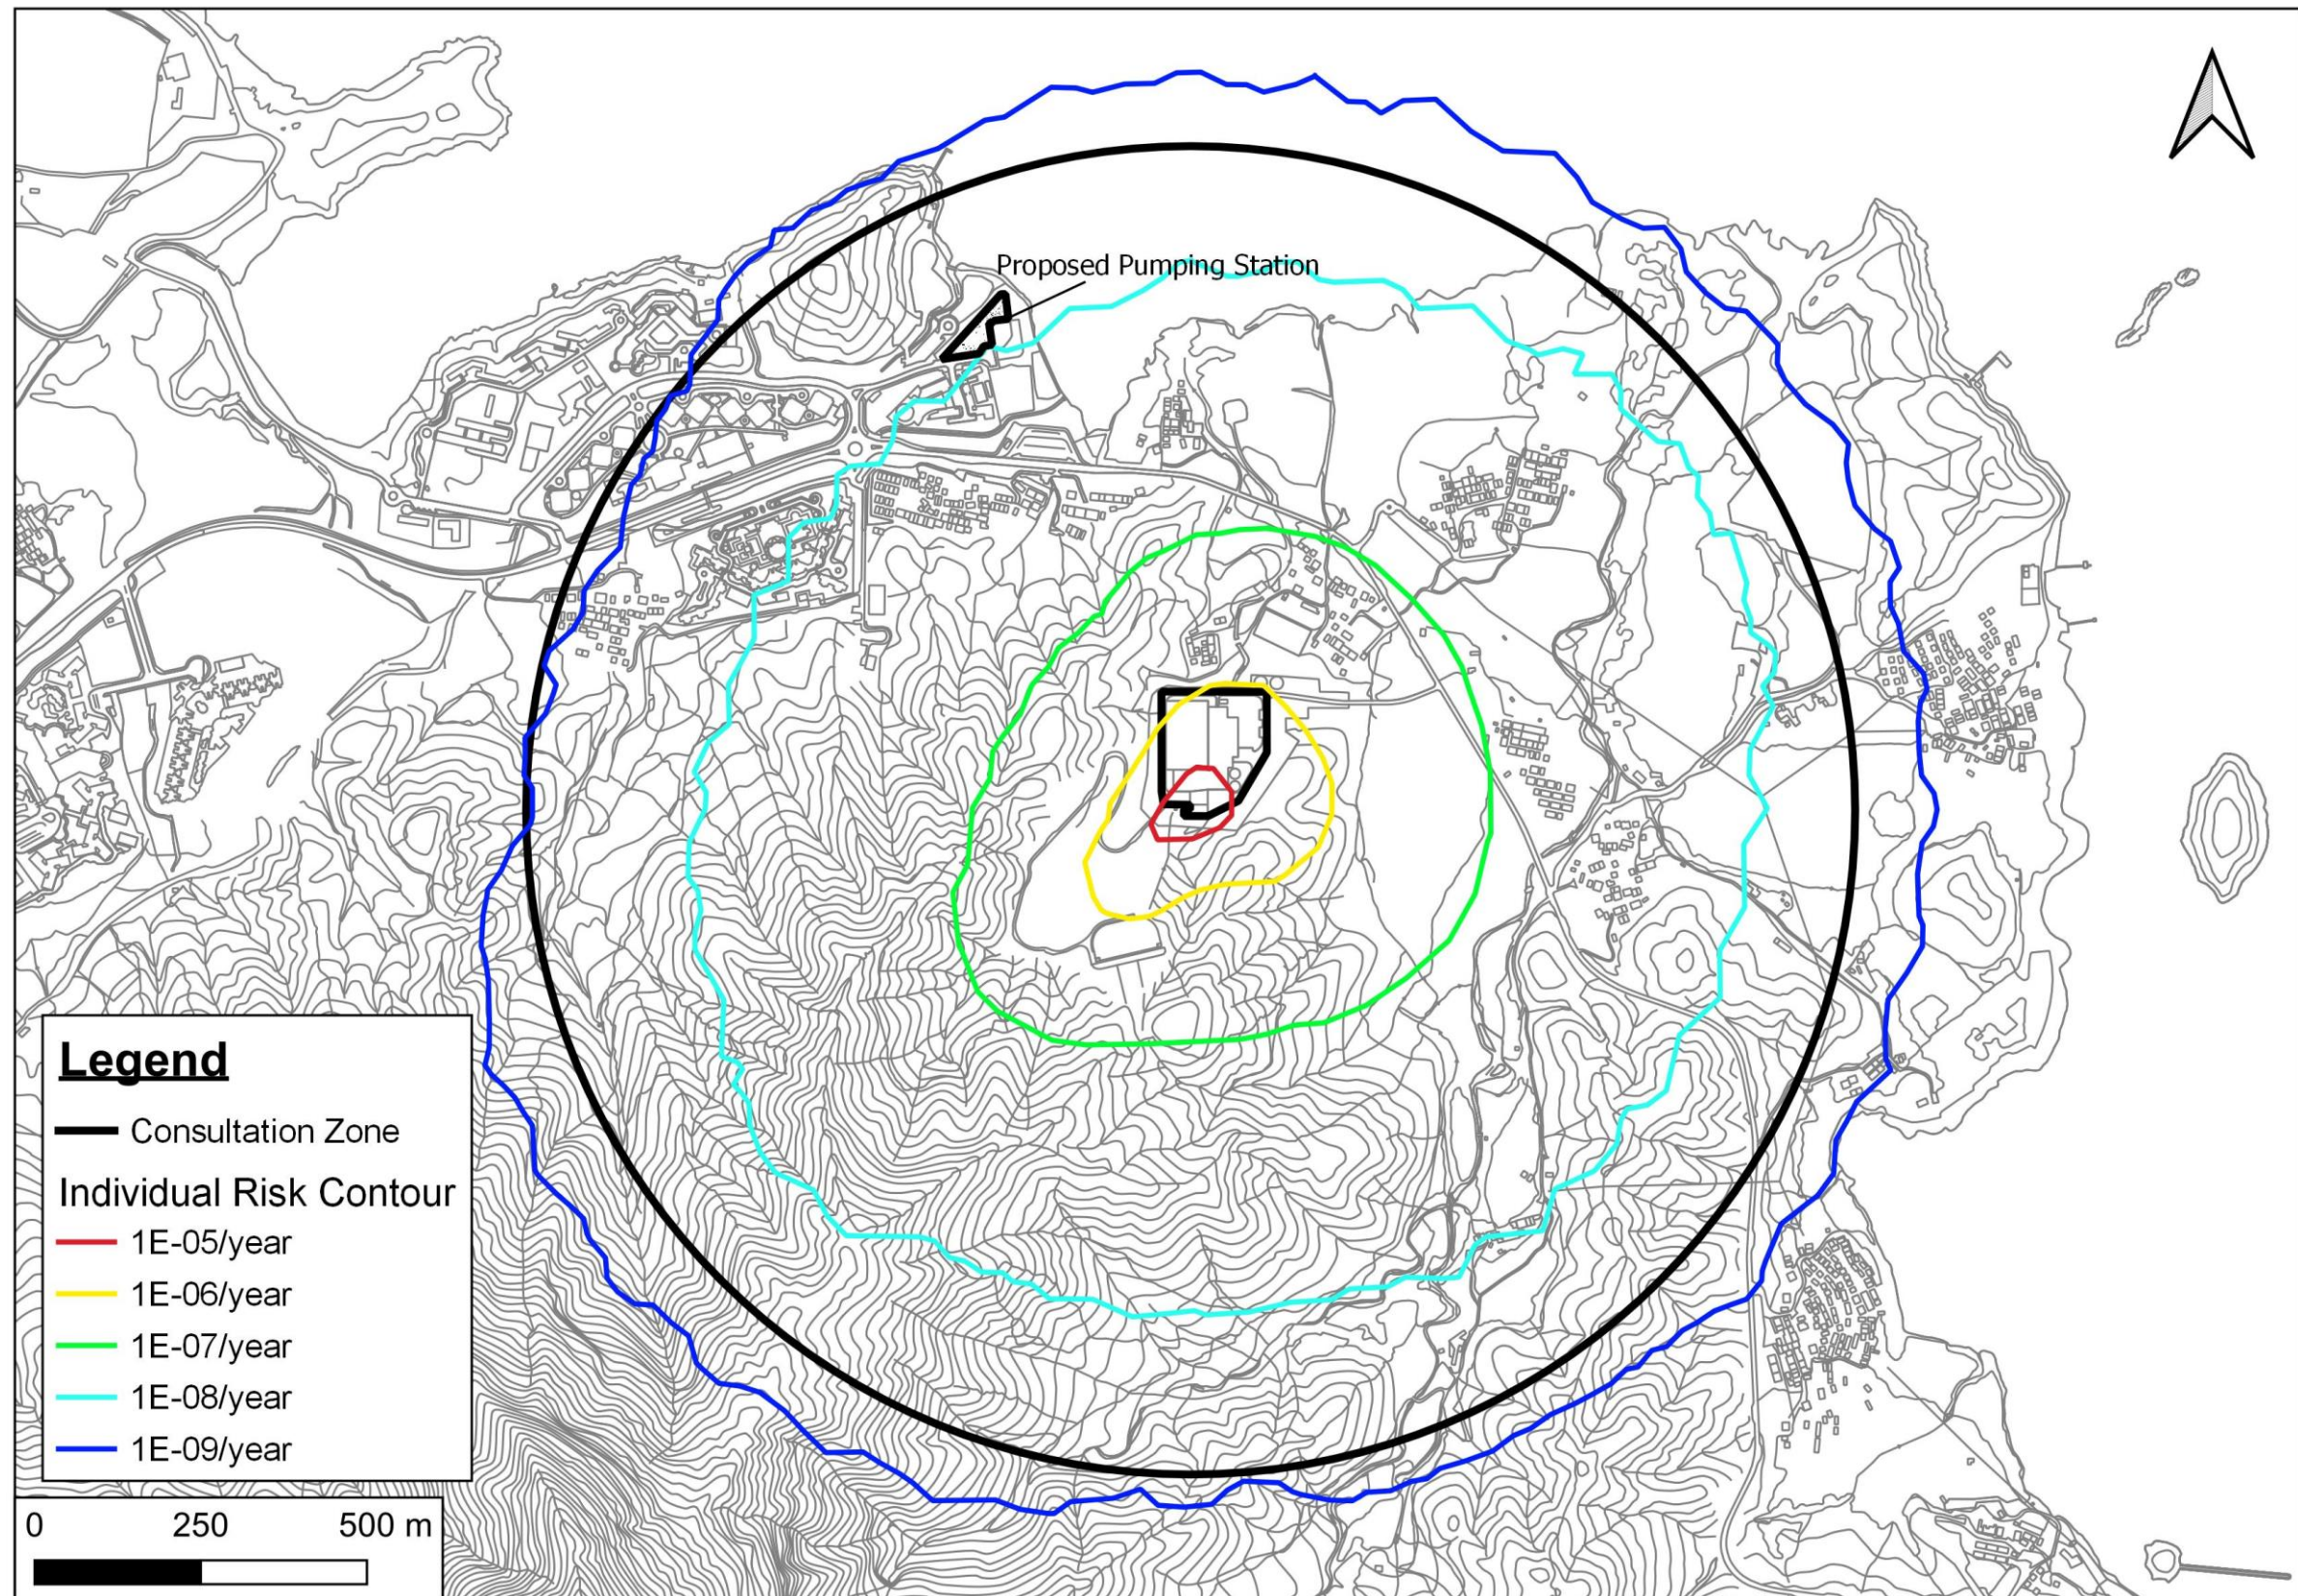 Proposed Pumping Station
Legend
Consultation Zone
Individual Risk Contour
1E-05/year
1E-06/year
1E-07/year
1E-08/year
1E-09/year
0 250 500 m